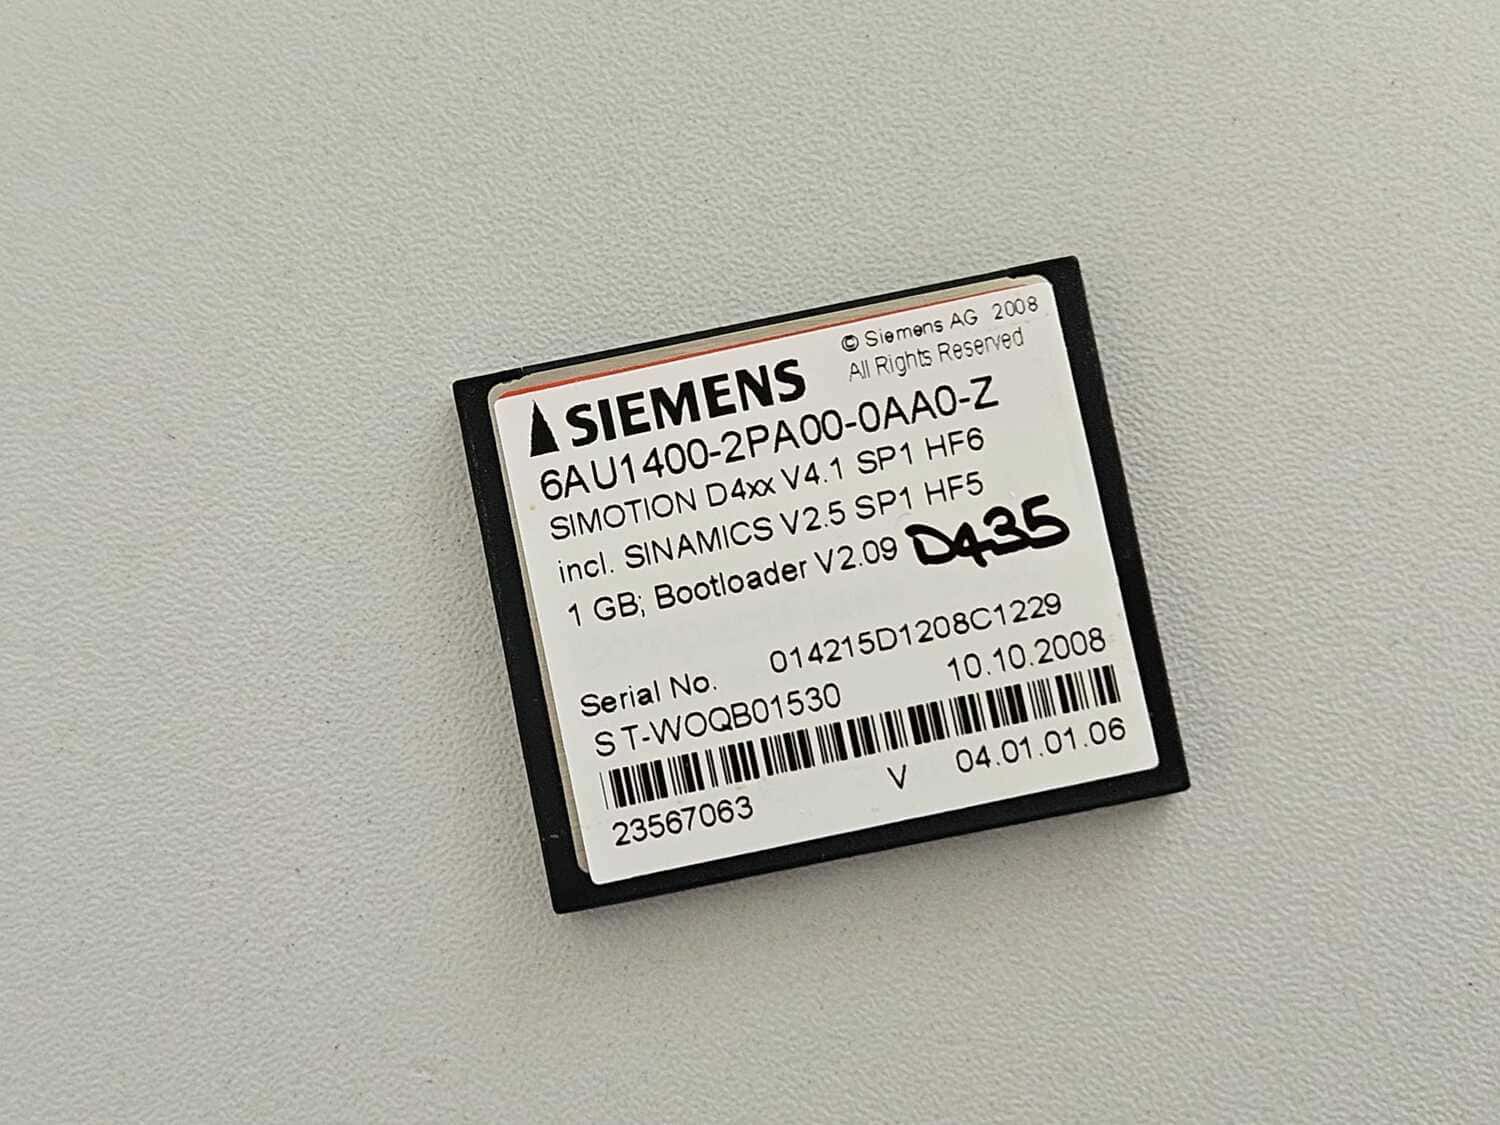 © Siemens AG 2008
All Rights Reserved
SIEMENS
6AU1400-2PA00-0AA0-Z
SIMOTION D4xx V4.1 SP1 HF6
incl. SINAMICS V2.5 SP1 HF5
1 GB; Bootloader V2.09 D435
Serial No. 014215D1208C1229
S T-WOQB01530 10.10.2008
23567063 V 04.01.01.06